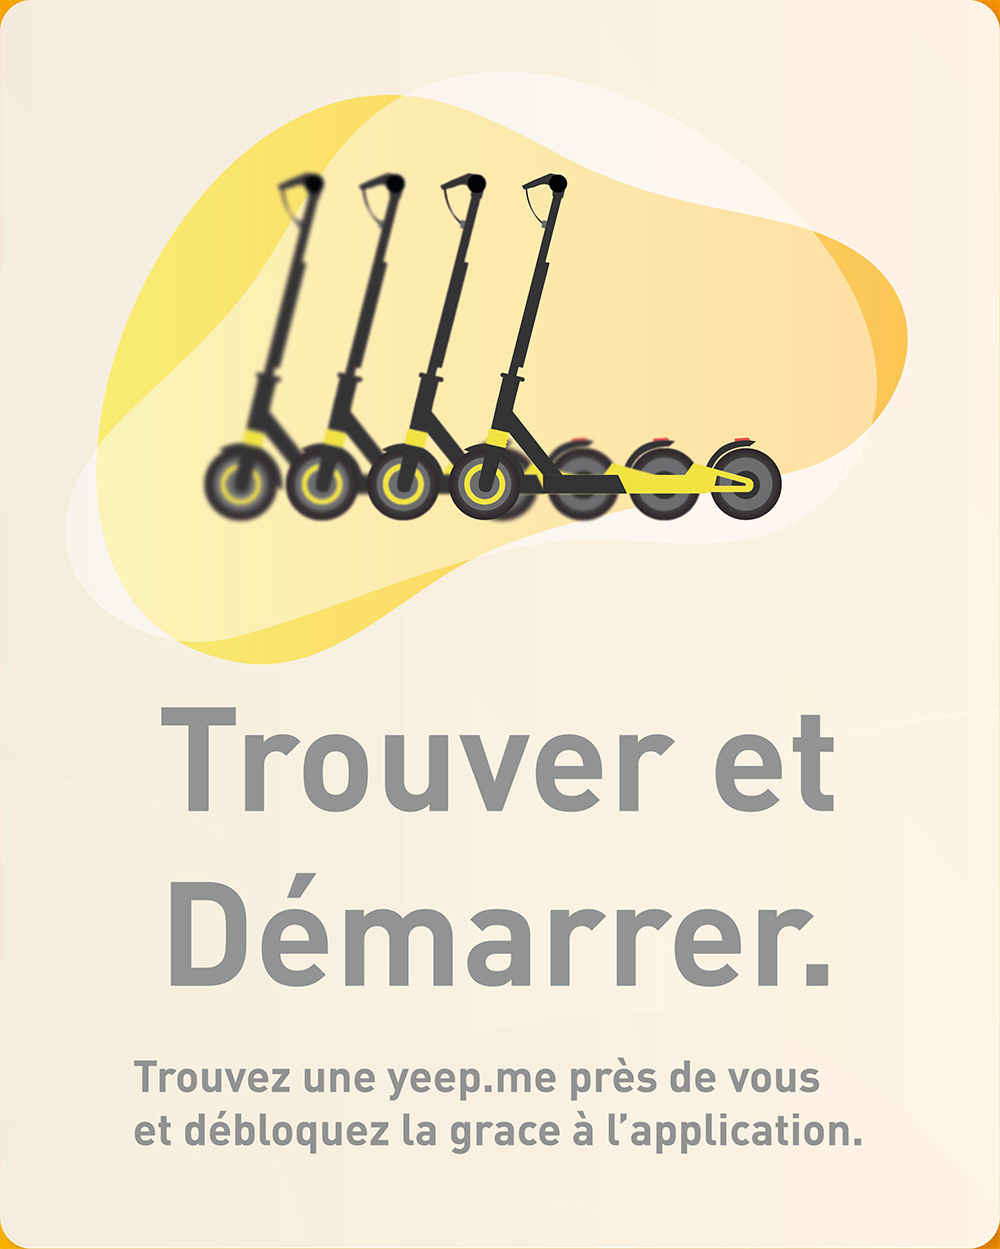 Trouver et
Démarrer.
Trouvez une yeep.me près de vous
et débloquez la grace à l'application.